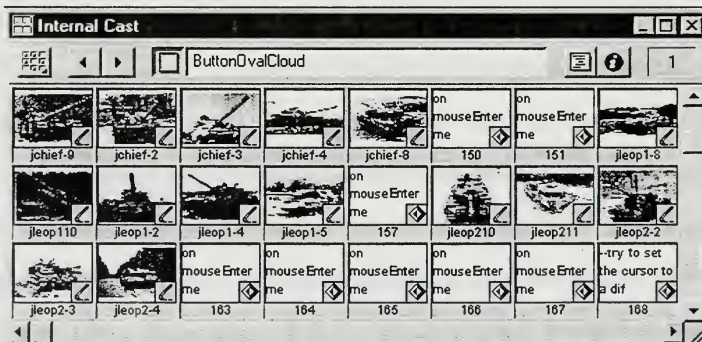 Internal Cast
ButtonOvalCloud
1
on on
mouseEnter mouseEnter
me me
jchief-9 jchief-2 jchief-3 jchief-4 jchief-8 150 151 jleop1-8
on
mouseEnter
me
jleop110 jleop1-2 jleop1-4 jleop1-5 157 jleop210 jleop211 jleop2-2
on on on on on --try to set
mouseEnter mouseEnter mouseEnter mouseEnter mouseEnter the cursor to
me me me me me a dif
jleop2-3 jleop2-4 163 164 165 166 167 168